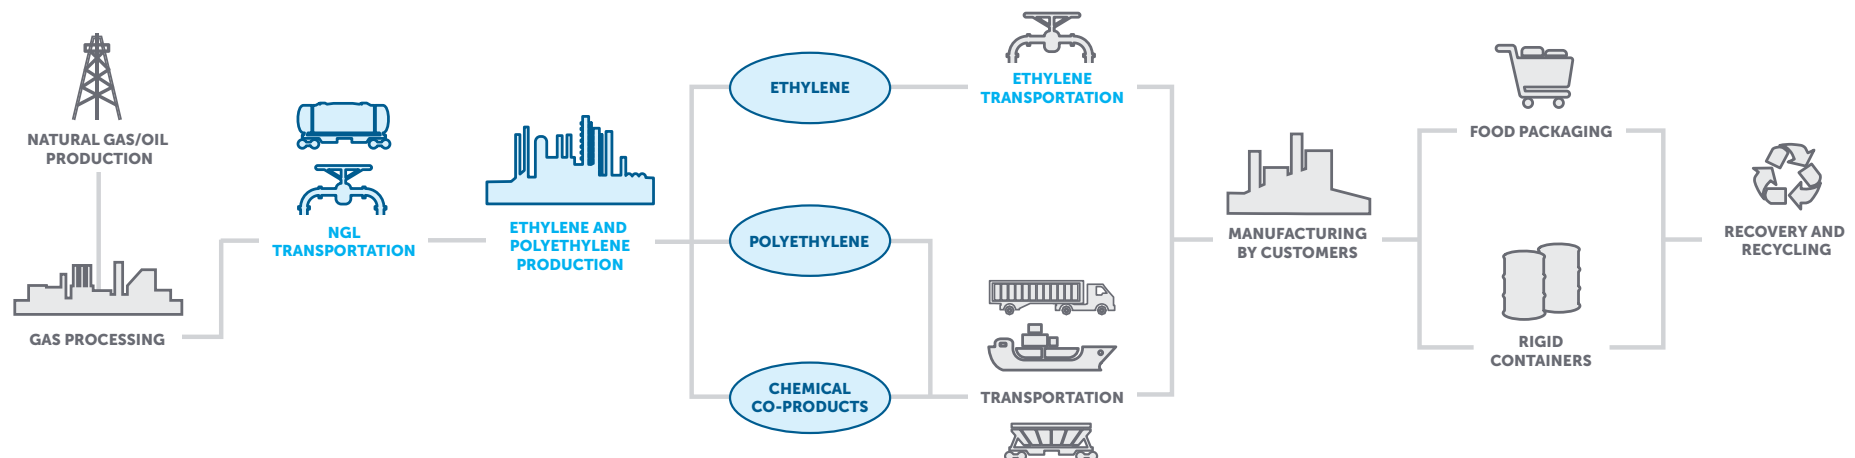 NATURAL GAS/OIL
PRODUCTION
GAS PROCESSING
NGL
TRANSPORTATION
ETHYLENE AND
POLYETHYLENE
PRODUCTION
ETHYLENE
POLYETHYLENE
CHEMICAL
CO-PRODUCTS
ETHYLENE
TRANSPORTATION
TRANSPORTATION
MANUFACTURING
BY CUSTOMERS
FOOD PACKAGING
RIGID
CONTAINERS
RECOVERY AND
RECYCLING